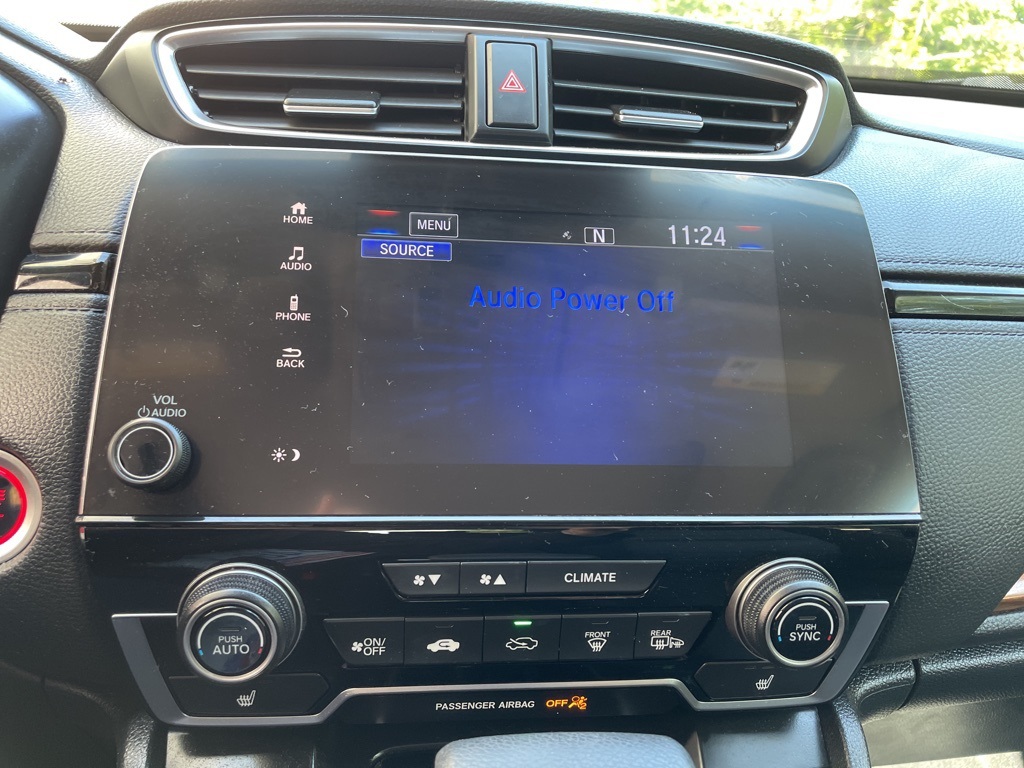 HOME
MENU
N
11:24
SOURCE
AUDIO
Audio Power Off
PHONE
BACK
VOL
AUDIO
CLIMATE
PUSH
AUTO
ON/
OFF
FRONT
REAR
PUSH
SYNC
PASSENGER AIRBAG OFF